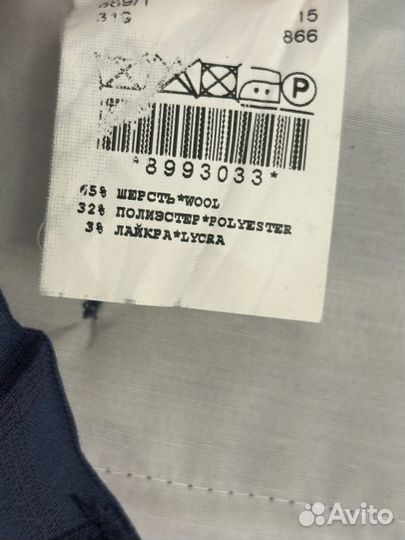 15
866
P
*8993033*
65% ШЕРСТЬ*WOOL
32% ПОЛИЭСТЕР*POLYESTER
3% ЛАЙКРА*LYCRA
Avito